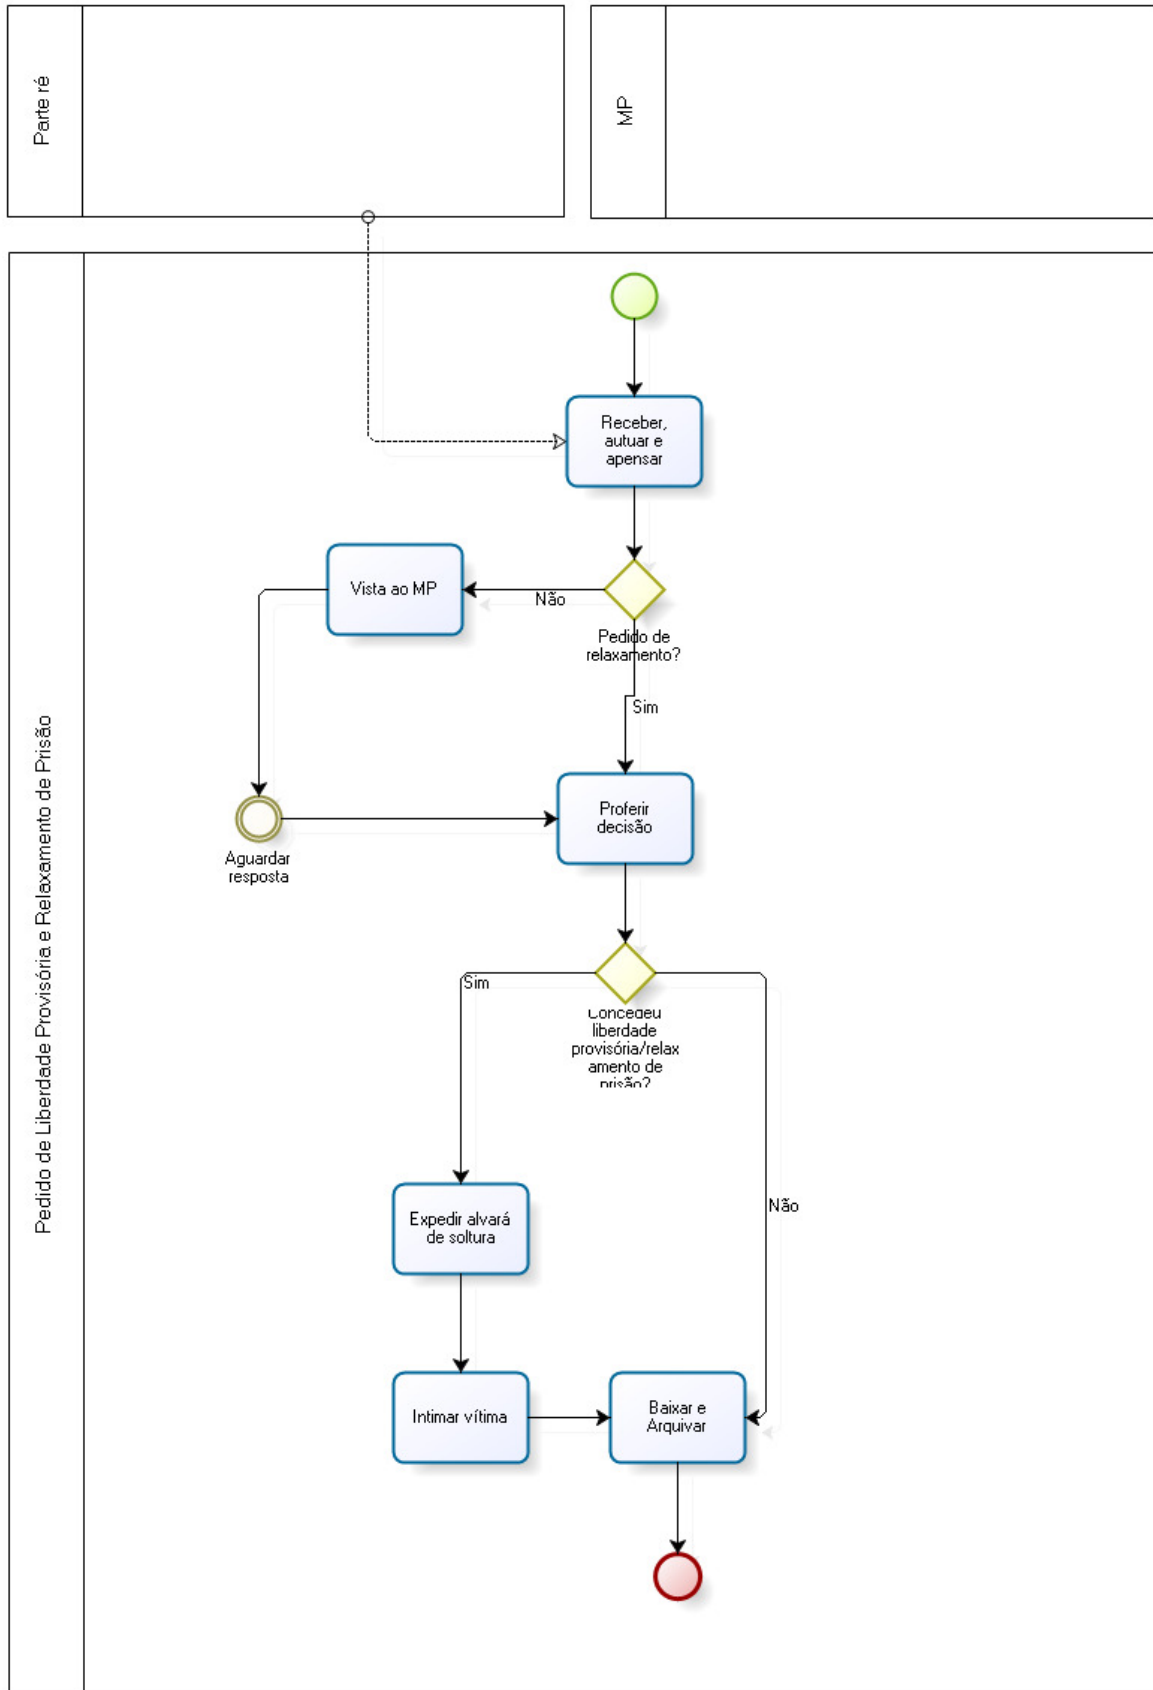 Parte ré
MP
Pedido de Liberdade Provisória e Relaxamento de Prisão
Receber,
autuar e
apensar
Vista ao MP
Não
Pedido de
relaxamento?
Sim
Proferir
decisão
Aguardar
resposta
Sim
Concedeu
liberdade
provisória/relax
amento de
prisão?
Expedir alvará
de soltura
Não
Intimar vítima
Baixar e
Arquivar